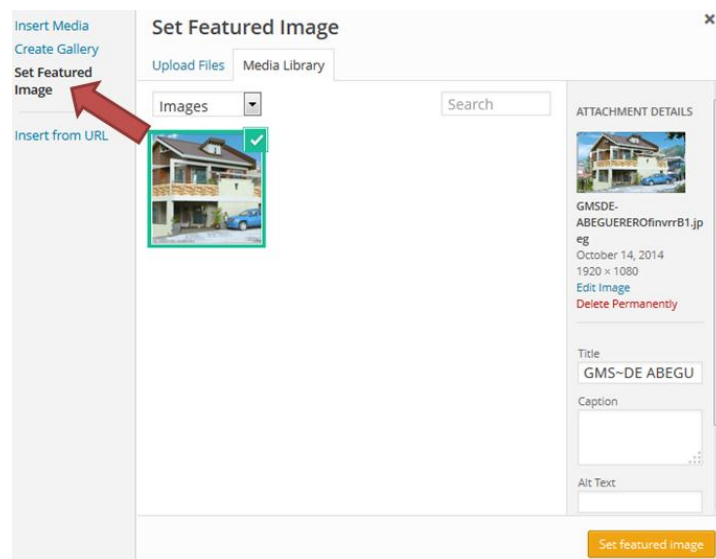 Insert Media
Create Gallery
Set Featured
Image
Insert from URL
Set Featured Image
×
Upload Files
Media Library
Images
Search
ATTACHMENT DETAILS
GMSDE-
ABEGUEREROfinvrrB1.jp
eg
October 14, 2014
1920 × 1080
Edit Image
Delete Permanently
Title
GMS~DE ABEGU
Caption
Alt Text
Set featured image